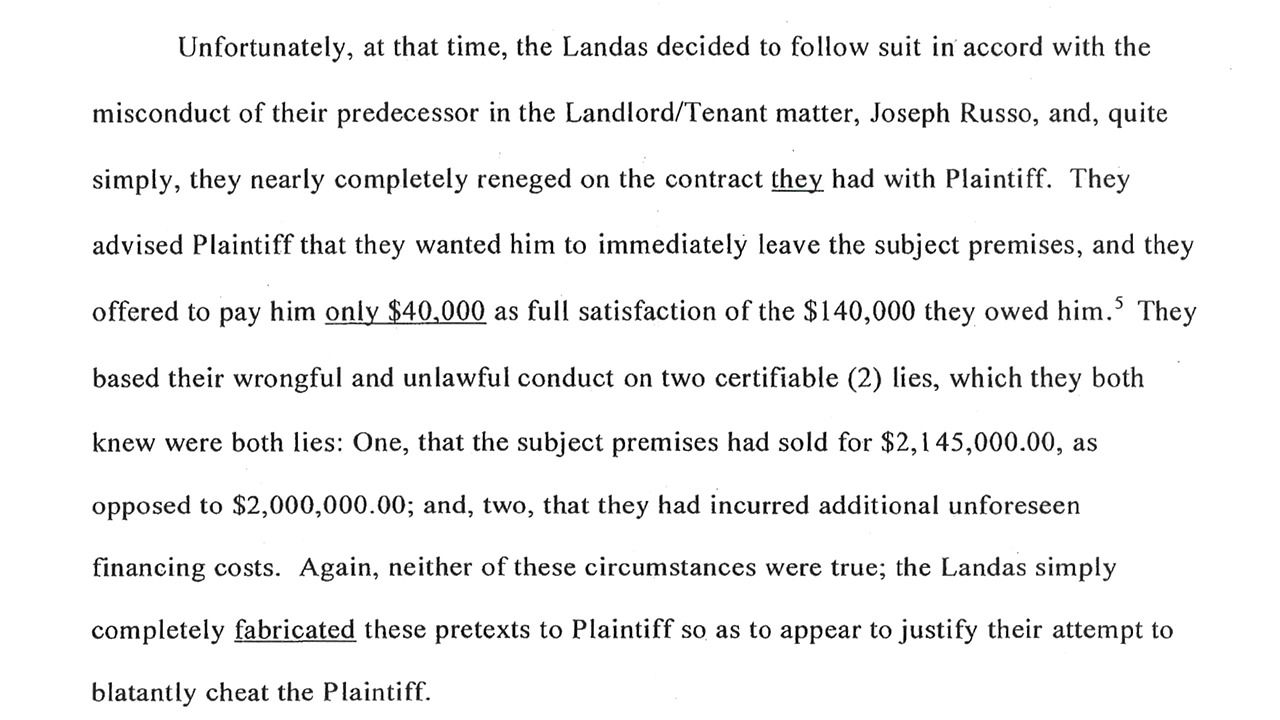 Unfortunately, at that time, the Landas decided to follow suit in accord with the
misconduct of their predecessor in the Landlord/Tenant matter, Joseph Russo, and, quite
simply, they nearly completely reneged on the contract they had with Plaintiff. They
advised Plaintiff that they wanted him to immediately leave the subject premises, and they
offered to pay him only $40,000 as full satisfaction of the $140,000 they owed him.5 They
based their wrongful and unlawful conduct on two certifiable (2) lies, which they both
knew were both lies: One, that the subject premises had sold for $2,145,000.00, as
opposed to $2,000,000.00; and, two, that they had incurred additional unforeseen
financing costs. Again, neither of these circumstances were true; the Landas simply
completely fabricated these pretexts to Plaintiff so as to appear to justify their attempt to
blatantly cheat the Plaintiff.